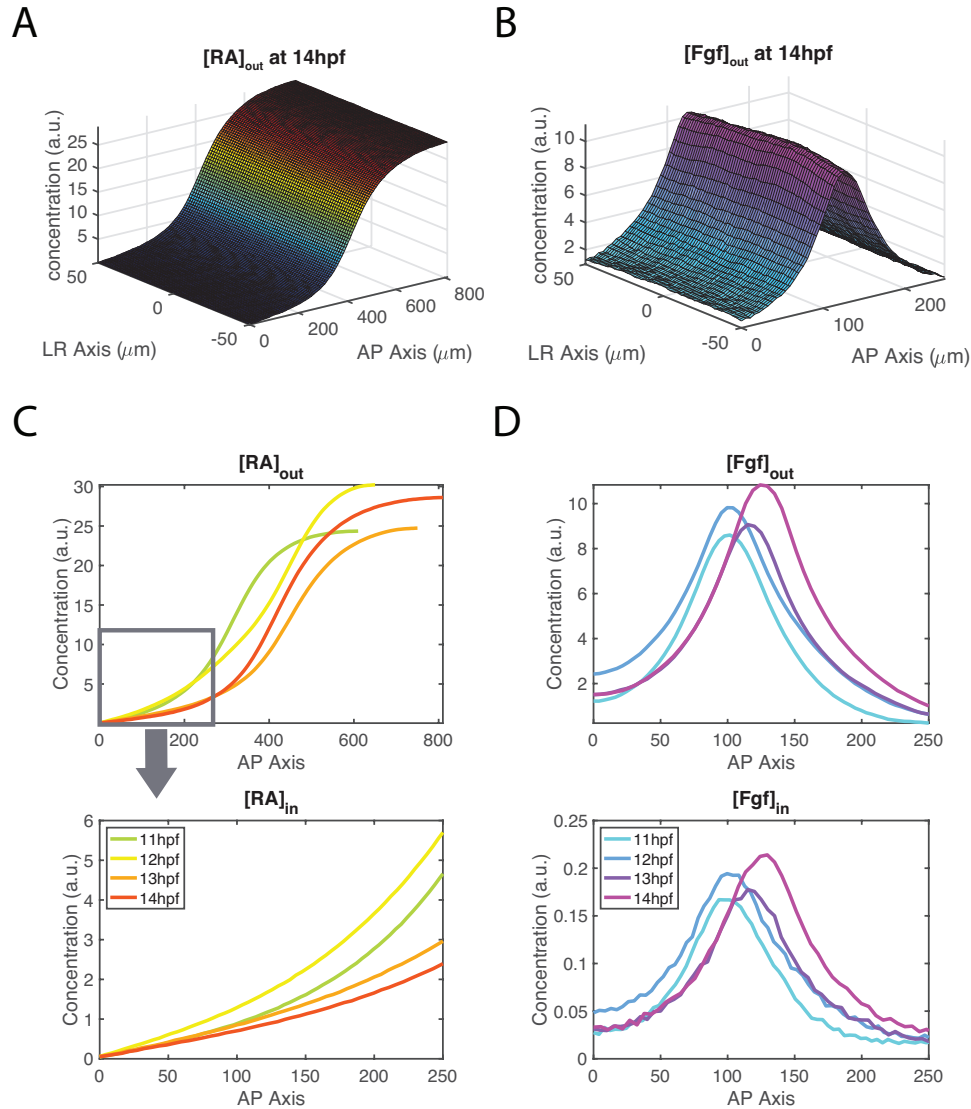 A
[RA]out at 14hpf
concentration (a.u.)
25
20
15
10
5
50
0
-50
LR Axis (μm)
0
200
400
600
800
AP Axis (μm)
B
[Fgf]out at 14hpf
concentration (a.u.)
10
8
6
4
2
50
0
-50
LR Axis (μm)
0
100
200
AP Axis (μm)
C
[RA]out
Concentration (a.u.)
30
25
20
15
10
5
0 200 400 600 800
AP Axis
[RA]in
Concentration (a.u.)
6
5
4
3
2
1
0
11hpf
12hpf
13hpf
14hpf
0 50 100 150 200 250
AP Axis
D
[Fgf]out
Concentration (a.u.)
10
8
6
4
2
0 50 100 150 200 250
AP Axis
[Fgf]in
Concentration (a.u.)
0.25
0.2
0.15
0.1
0.05
0
11hpf
12hpf
13hpf
14hpf
0 50 100 150 200 250
AP Axis